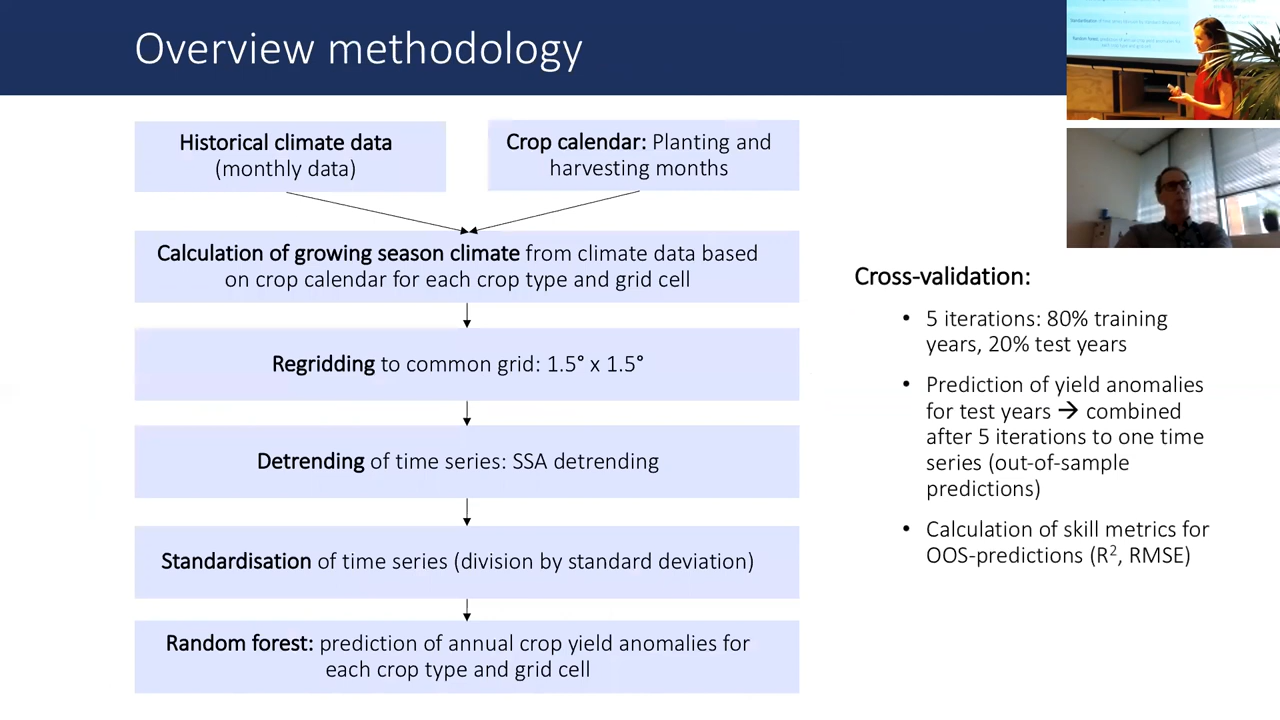 Overview methodology
Historical climate data
(monthly data)
Crop calendar: Planting and
harvesting months
Calculation of growing season climate from climate data based
on crop calendar for each crop type and grid cell
Regridding to common grid: 1.5° x 1.5°
Detrending of time series: SSA detrending
Standardisation of time series (division by standard deviation)
Random forest: prediction of annual crop yield anomalies for
each crop type and grid cell
Cross-validation:
• 5 iterations: 80% training
years, 20% test years
• Prediction of yield anomalies
for test years → combined
after 5 iterations to one time
series (out-of-sample
predictions)
• Calculation of skill metrics for
OOS-predictions (R², RMSE)